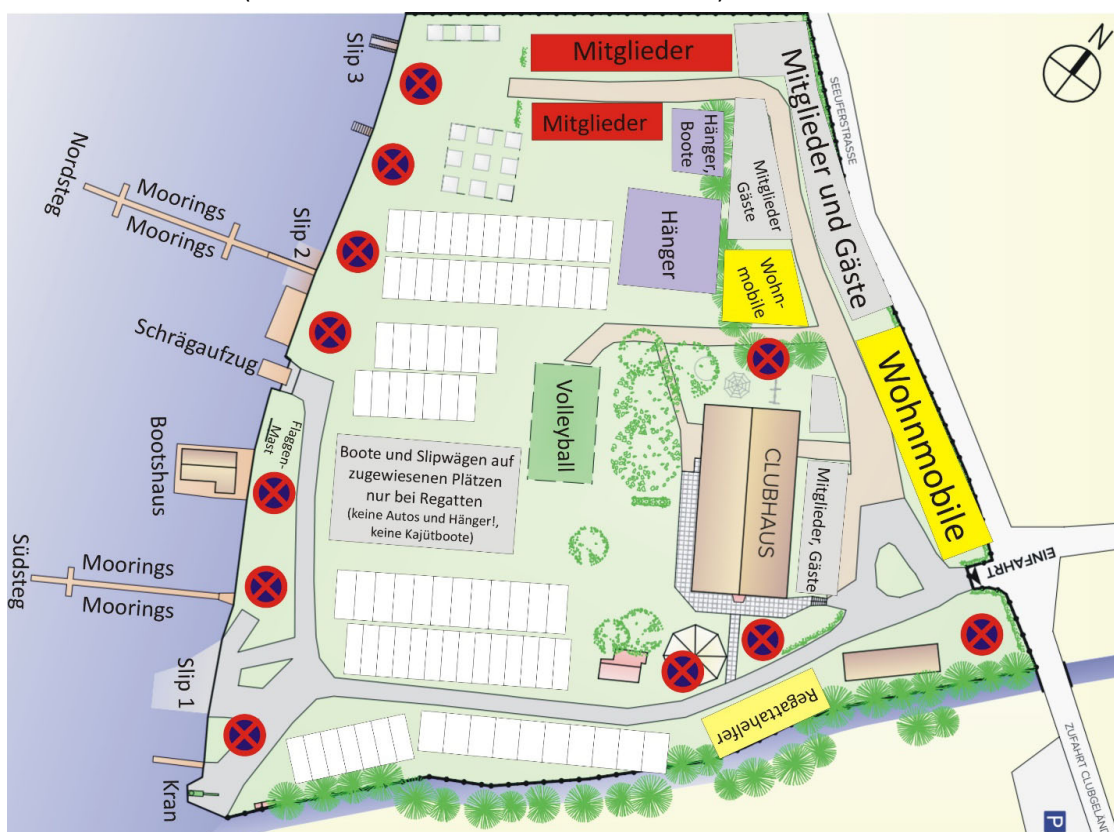 Slip 3
Mitglieder
Mitglieder und Gäste
SEEUFERSTRASSE
N
Mitglieder
Hänger,
Boote
Mitglieder
Gäste
Nordsteg
Moorings
Moorings
Slip 2
Hänger
Wohn-
mobile
Schrägaufzug
Volleyball
Wohnmobile
Bootshaus
Flaggen-
Mast
Boote und Slipwägen auf
zugewiesenen Plätzen
nur bei Regatten
(keine Autos und Hänger!,
keine Kajütboote)
CLUBHAUS
Mitglieder, Gäste
EINFAHRT
Südsteg
Moorings
Moorings
Slip 1
Regattahelfer
Kran
P